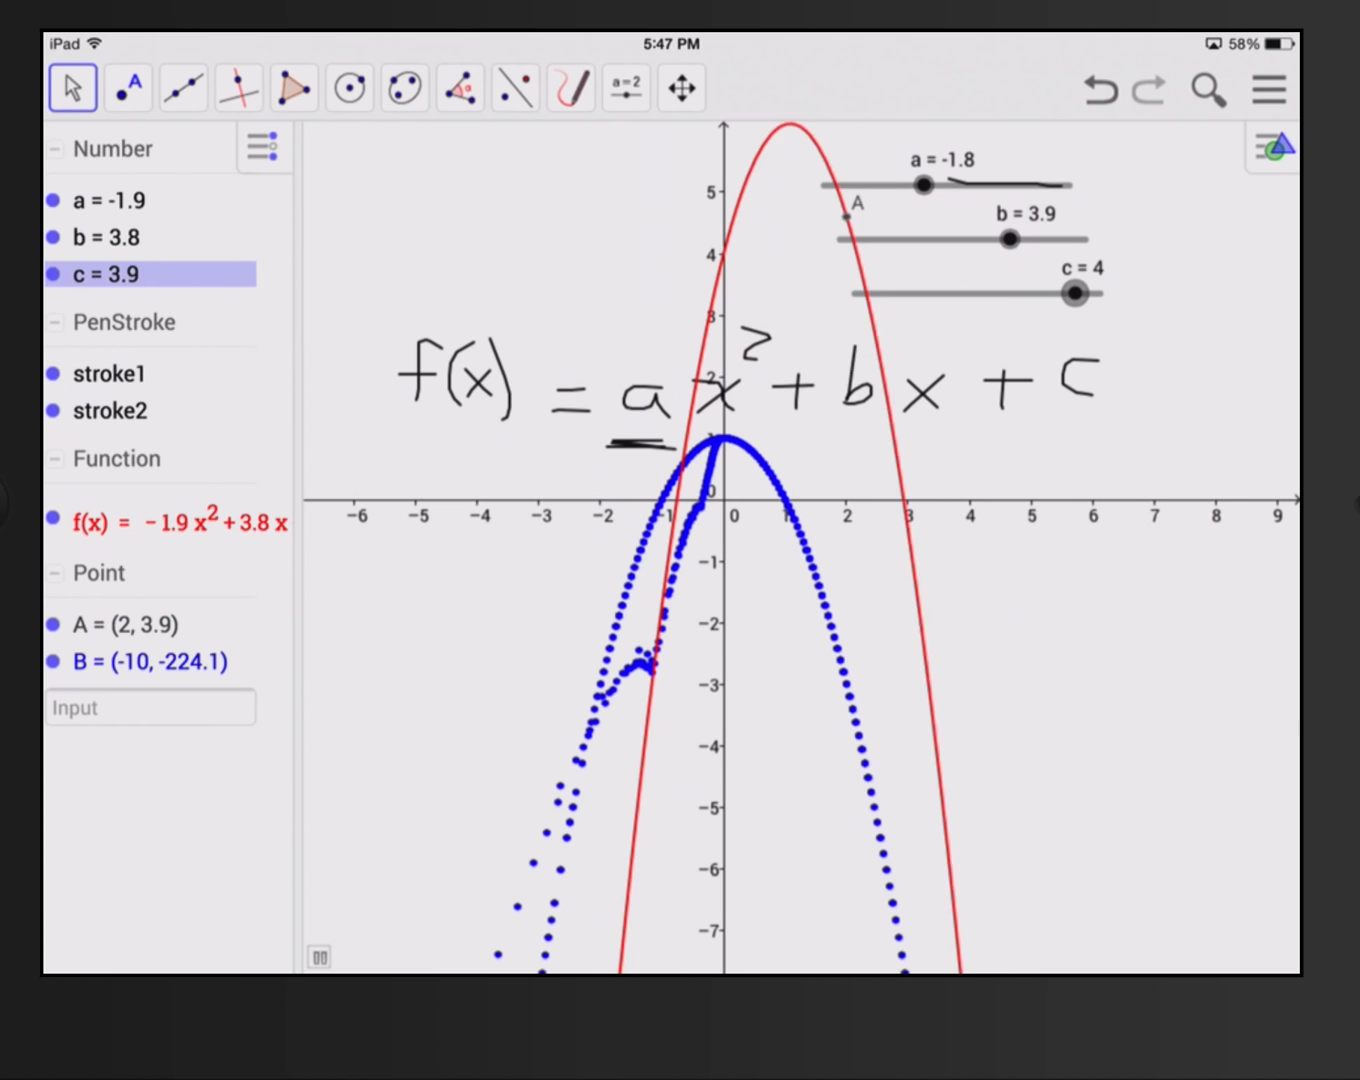 iPad 5:47 PM 58%
A a=2
Number
a = -1.8
a = -1.9
5
A
b = 3.9
b = 3.8
4
c = 4
c = 3.9
3
PenStroke
f(x) = ax² + bx + c
2
stroke1
stroke2
1
Function
0
−6 −5 −4 −3 −2 −1 0 1 2 3 4 5 6 7 8 9
f(x) = −1.9 x² + 3.8 x
−1
Point
A = (2, 3.9)
−2
B = (-10, -224.1)
−3
Input
−4
−5
−6
−7